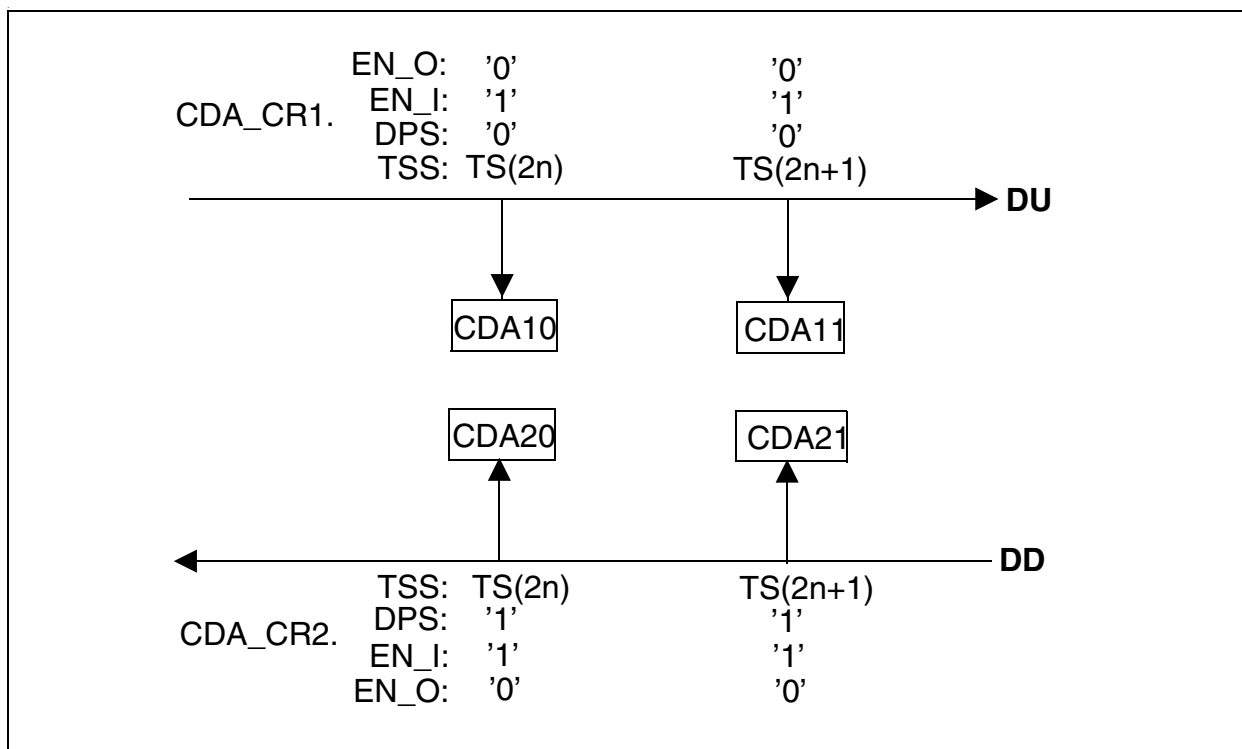 EN_O: '0' '0'
EN_I: '1' '1'
CDA_CR1.
DPS: '0' '0'
TSS: TS(2n) TS(2n+1)
DU
CDA10 CDA11
CDA20 CDA21
DD
TSS: TS(2n) TS(2n+1)
DPS: '1' '1'
CDA_CR2.
EN_I: '1' '1'
EN_O: '0' '0'